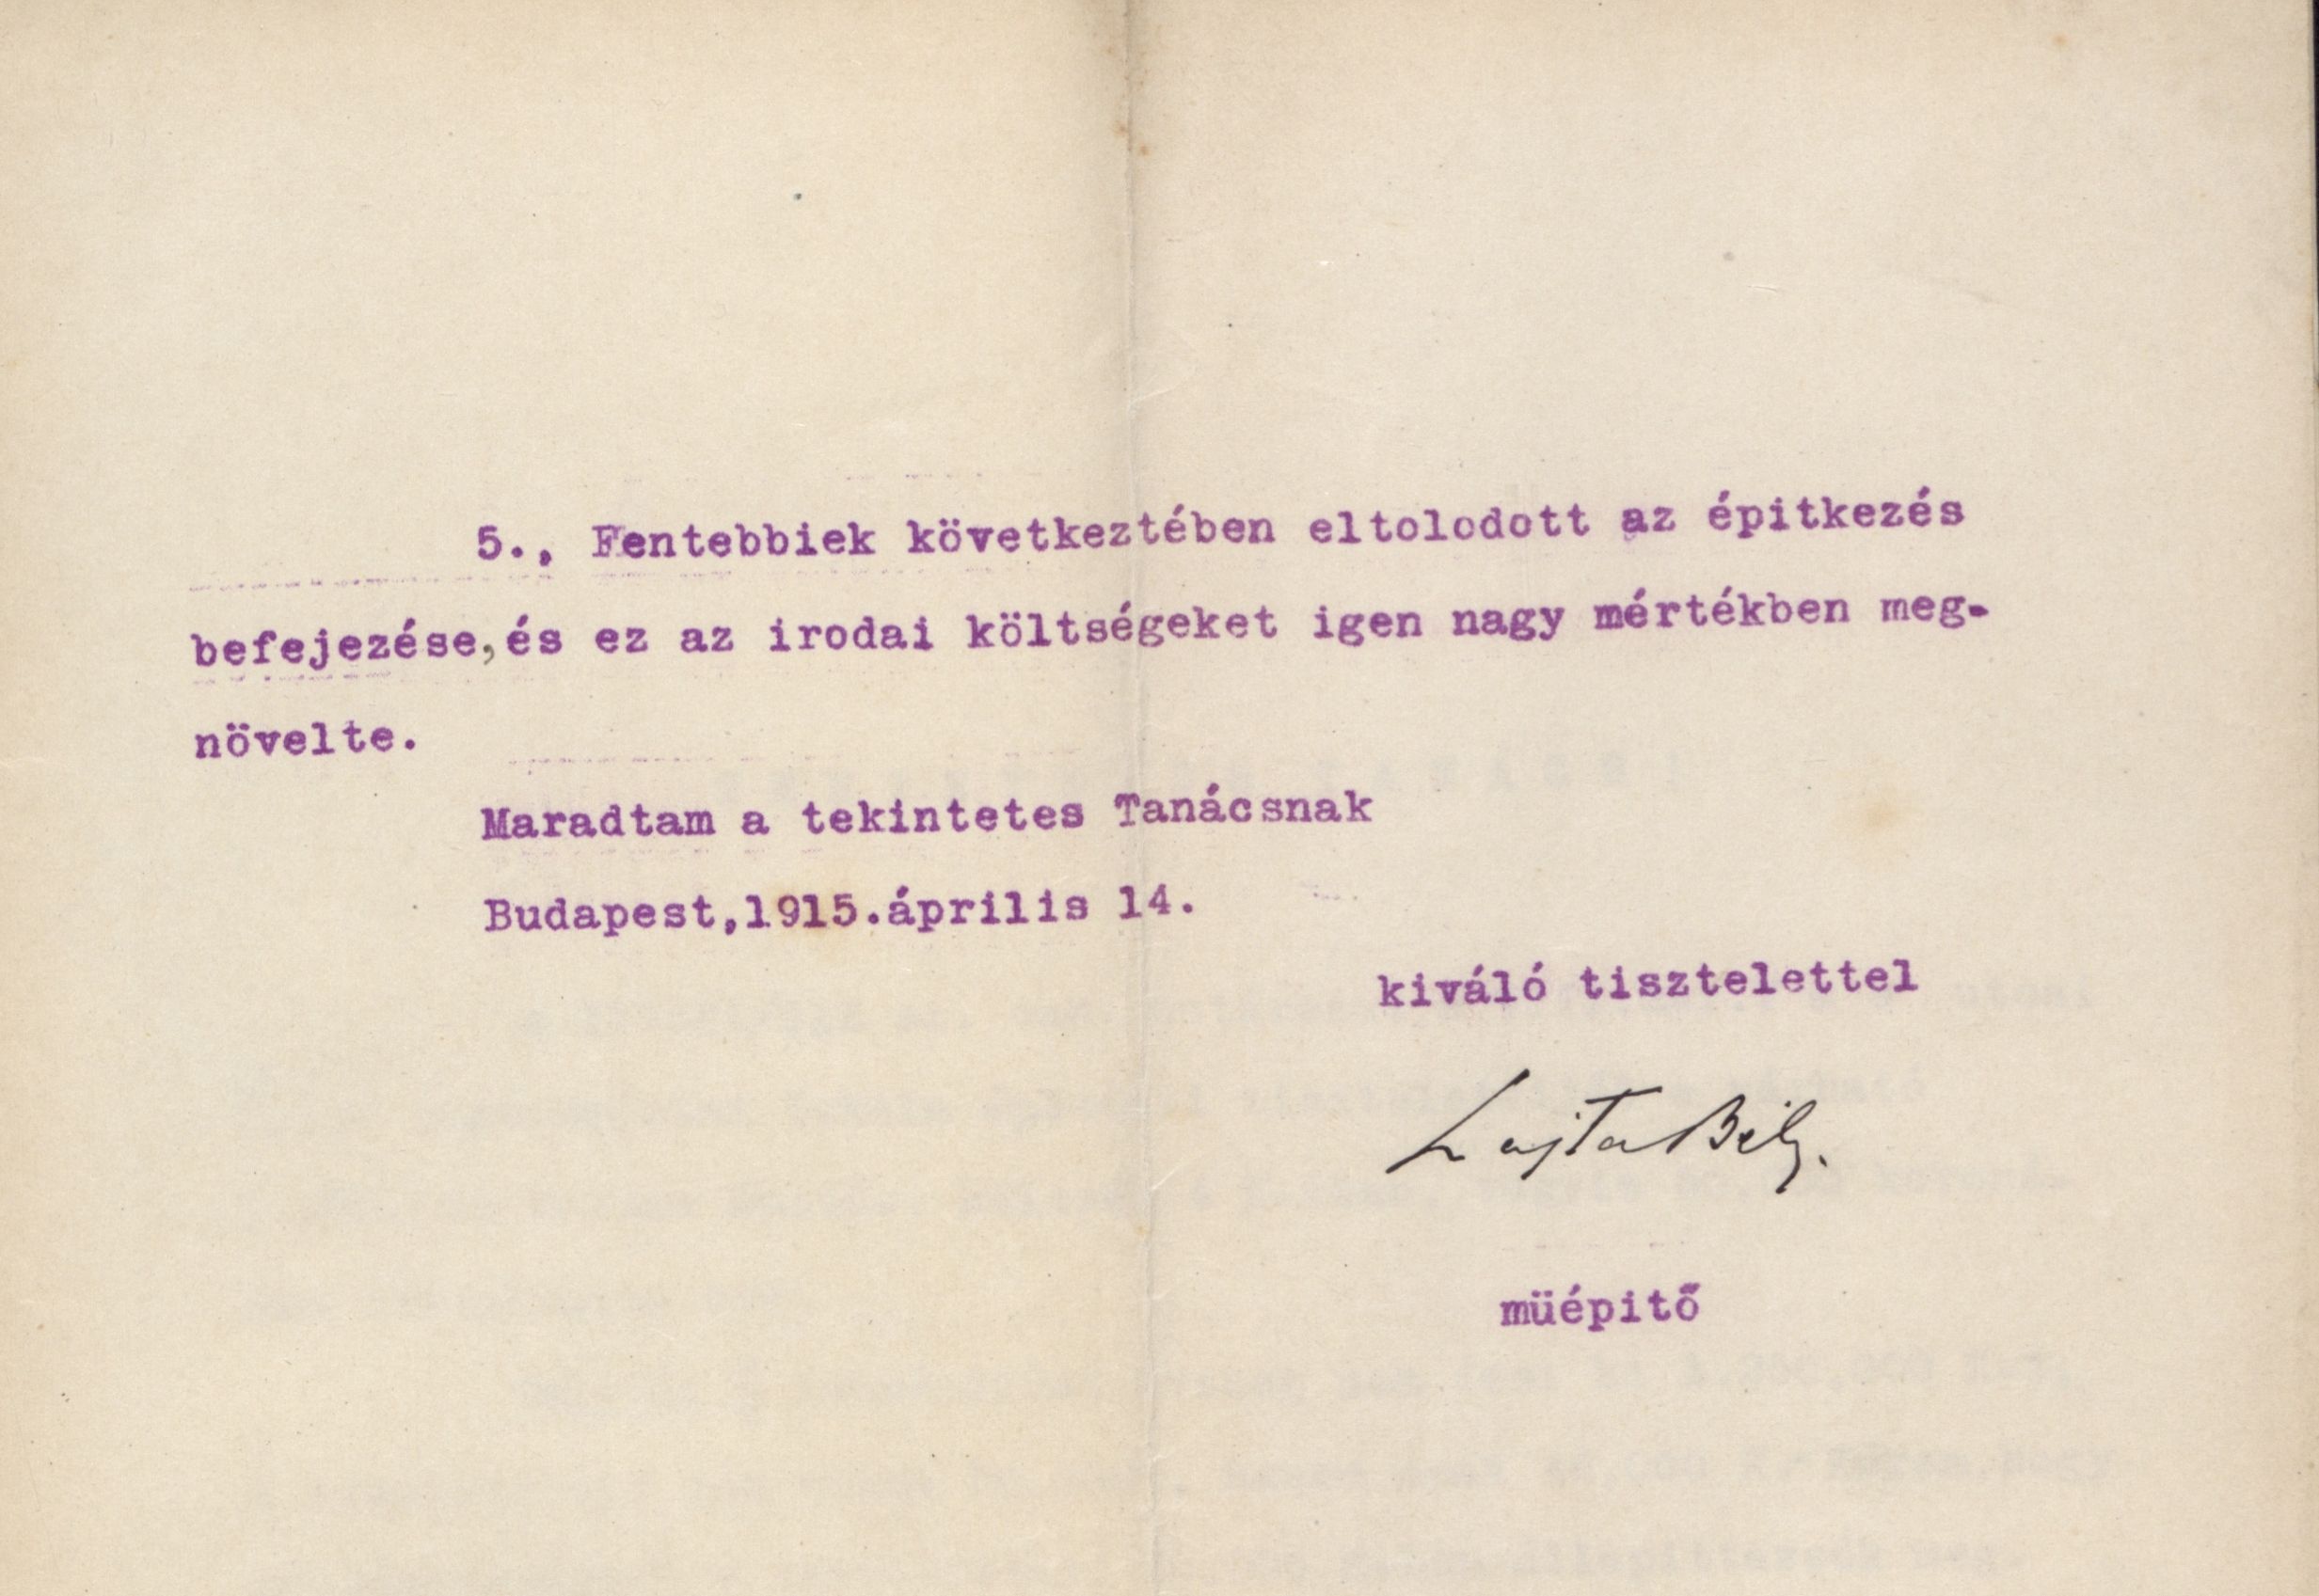 5., Fentebbiek következtében eltolodott az épitkezés
befejezése,és ez az irodai költségeket igen nagy mértékben meg-
növelte.
Maradtam a tekintetes Tanácsnak
Budapest,1915.április 14.
kiváló tisztelettel
Lajta Béla.
müépitő